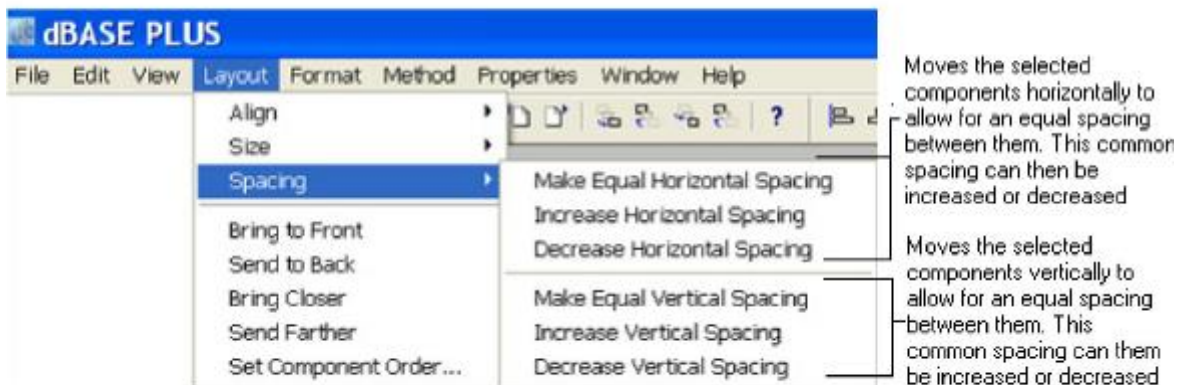 dBASE PLUS
File Edit View Layout Format Method Properties Window Help
Align
Size
Spacing
Bring to Front
Send to Back
Bring Closer
Send Farther
Set Component Order...
Make Equal Horizontal Spacing
Increase Horizontal Spacing
Decrease Horizontal Spacing
Make Equal Vertical Spacing
Increase Vertical Spacing
Decrease Vertical Spacing
Moves the selected
components horizontally to
allow for an equal spacing
between them. This common
spacing can then be
increased or decreased
Moves the selected
components vertically to
allow for an equal spacing
between them. This
common spacing can them
be increased or decreased